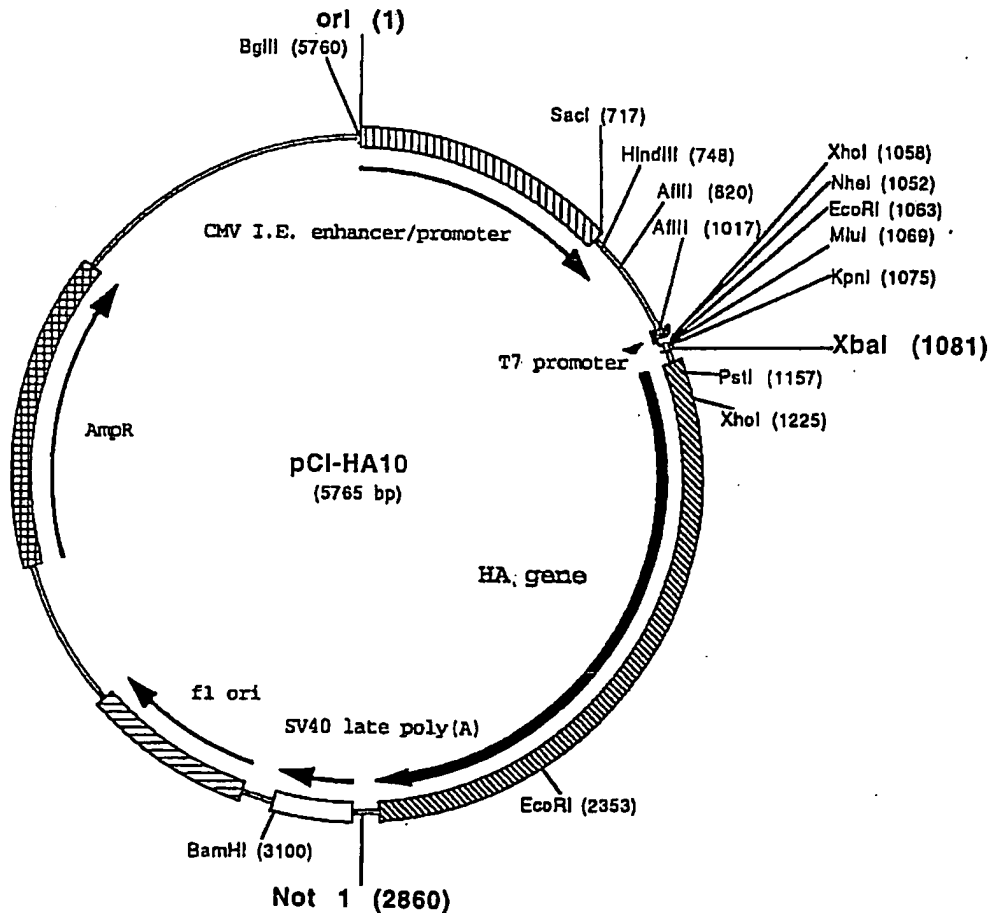 ori (1)
BglII (5760)
SacI (717)
HindIII (748)
AflII (820)
AflII (1017)
XhoI (1058)
NheI (1052)
EcoRI (1063)
MluI (1069)
KpnI (1075)
XbaI (1081)
PstI (1157)
XhoI (1225)
CMV I.E. enhancer/promoter
T7 promoter
AmpR
pCI-HA10
(5765 bp)
HA, gene
f1 ori
SV40 late poly(A)
EcoRI (2353)
BamHI (3100)
Not 1 (2860)